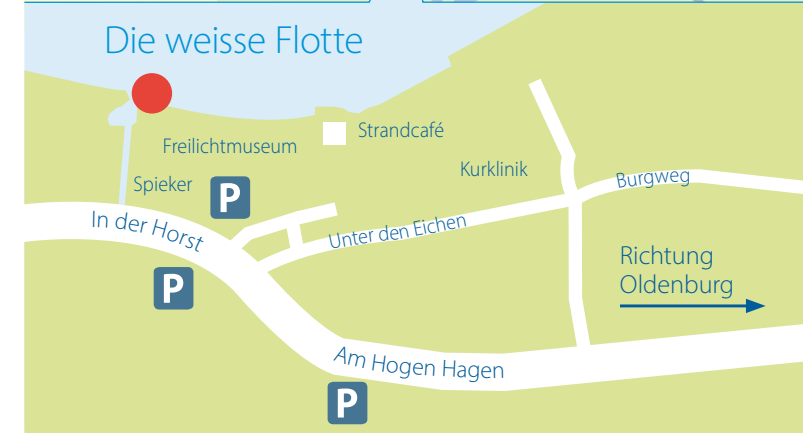 Die weisse Flotte
Strandcafé
Freilichtmuseum
Kurklinik
Burgweg
Spieker
P
In der Horst
Unter den Eichen
Richtung
Oldenburg
P
Am Hogen Hagen
P